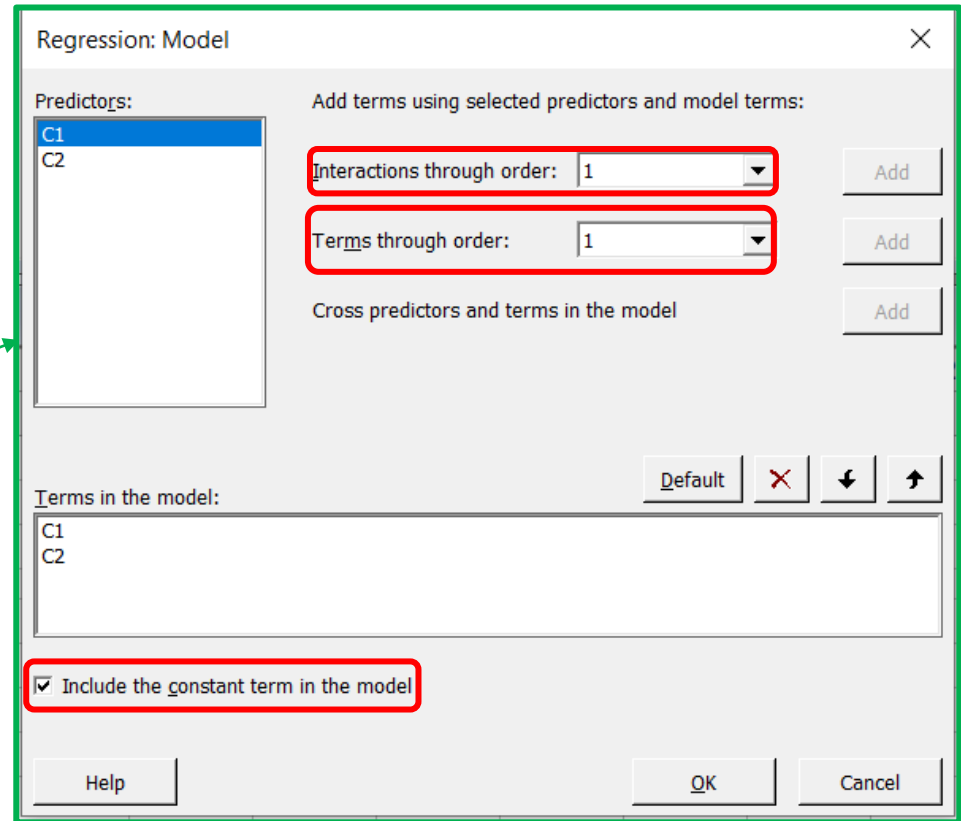 Regression: Model
Predictors:
C1
C2
Add terms using selected predictors and model terms:
Interactions through order: 1 Add
Terms through order: 1 Add
Cross predictors and terms in the model Add
Default
Terms in the model:
C1
C2
Include the constant term in the model
Help OK Cancel